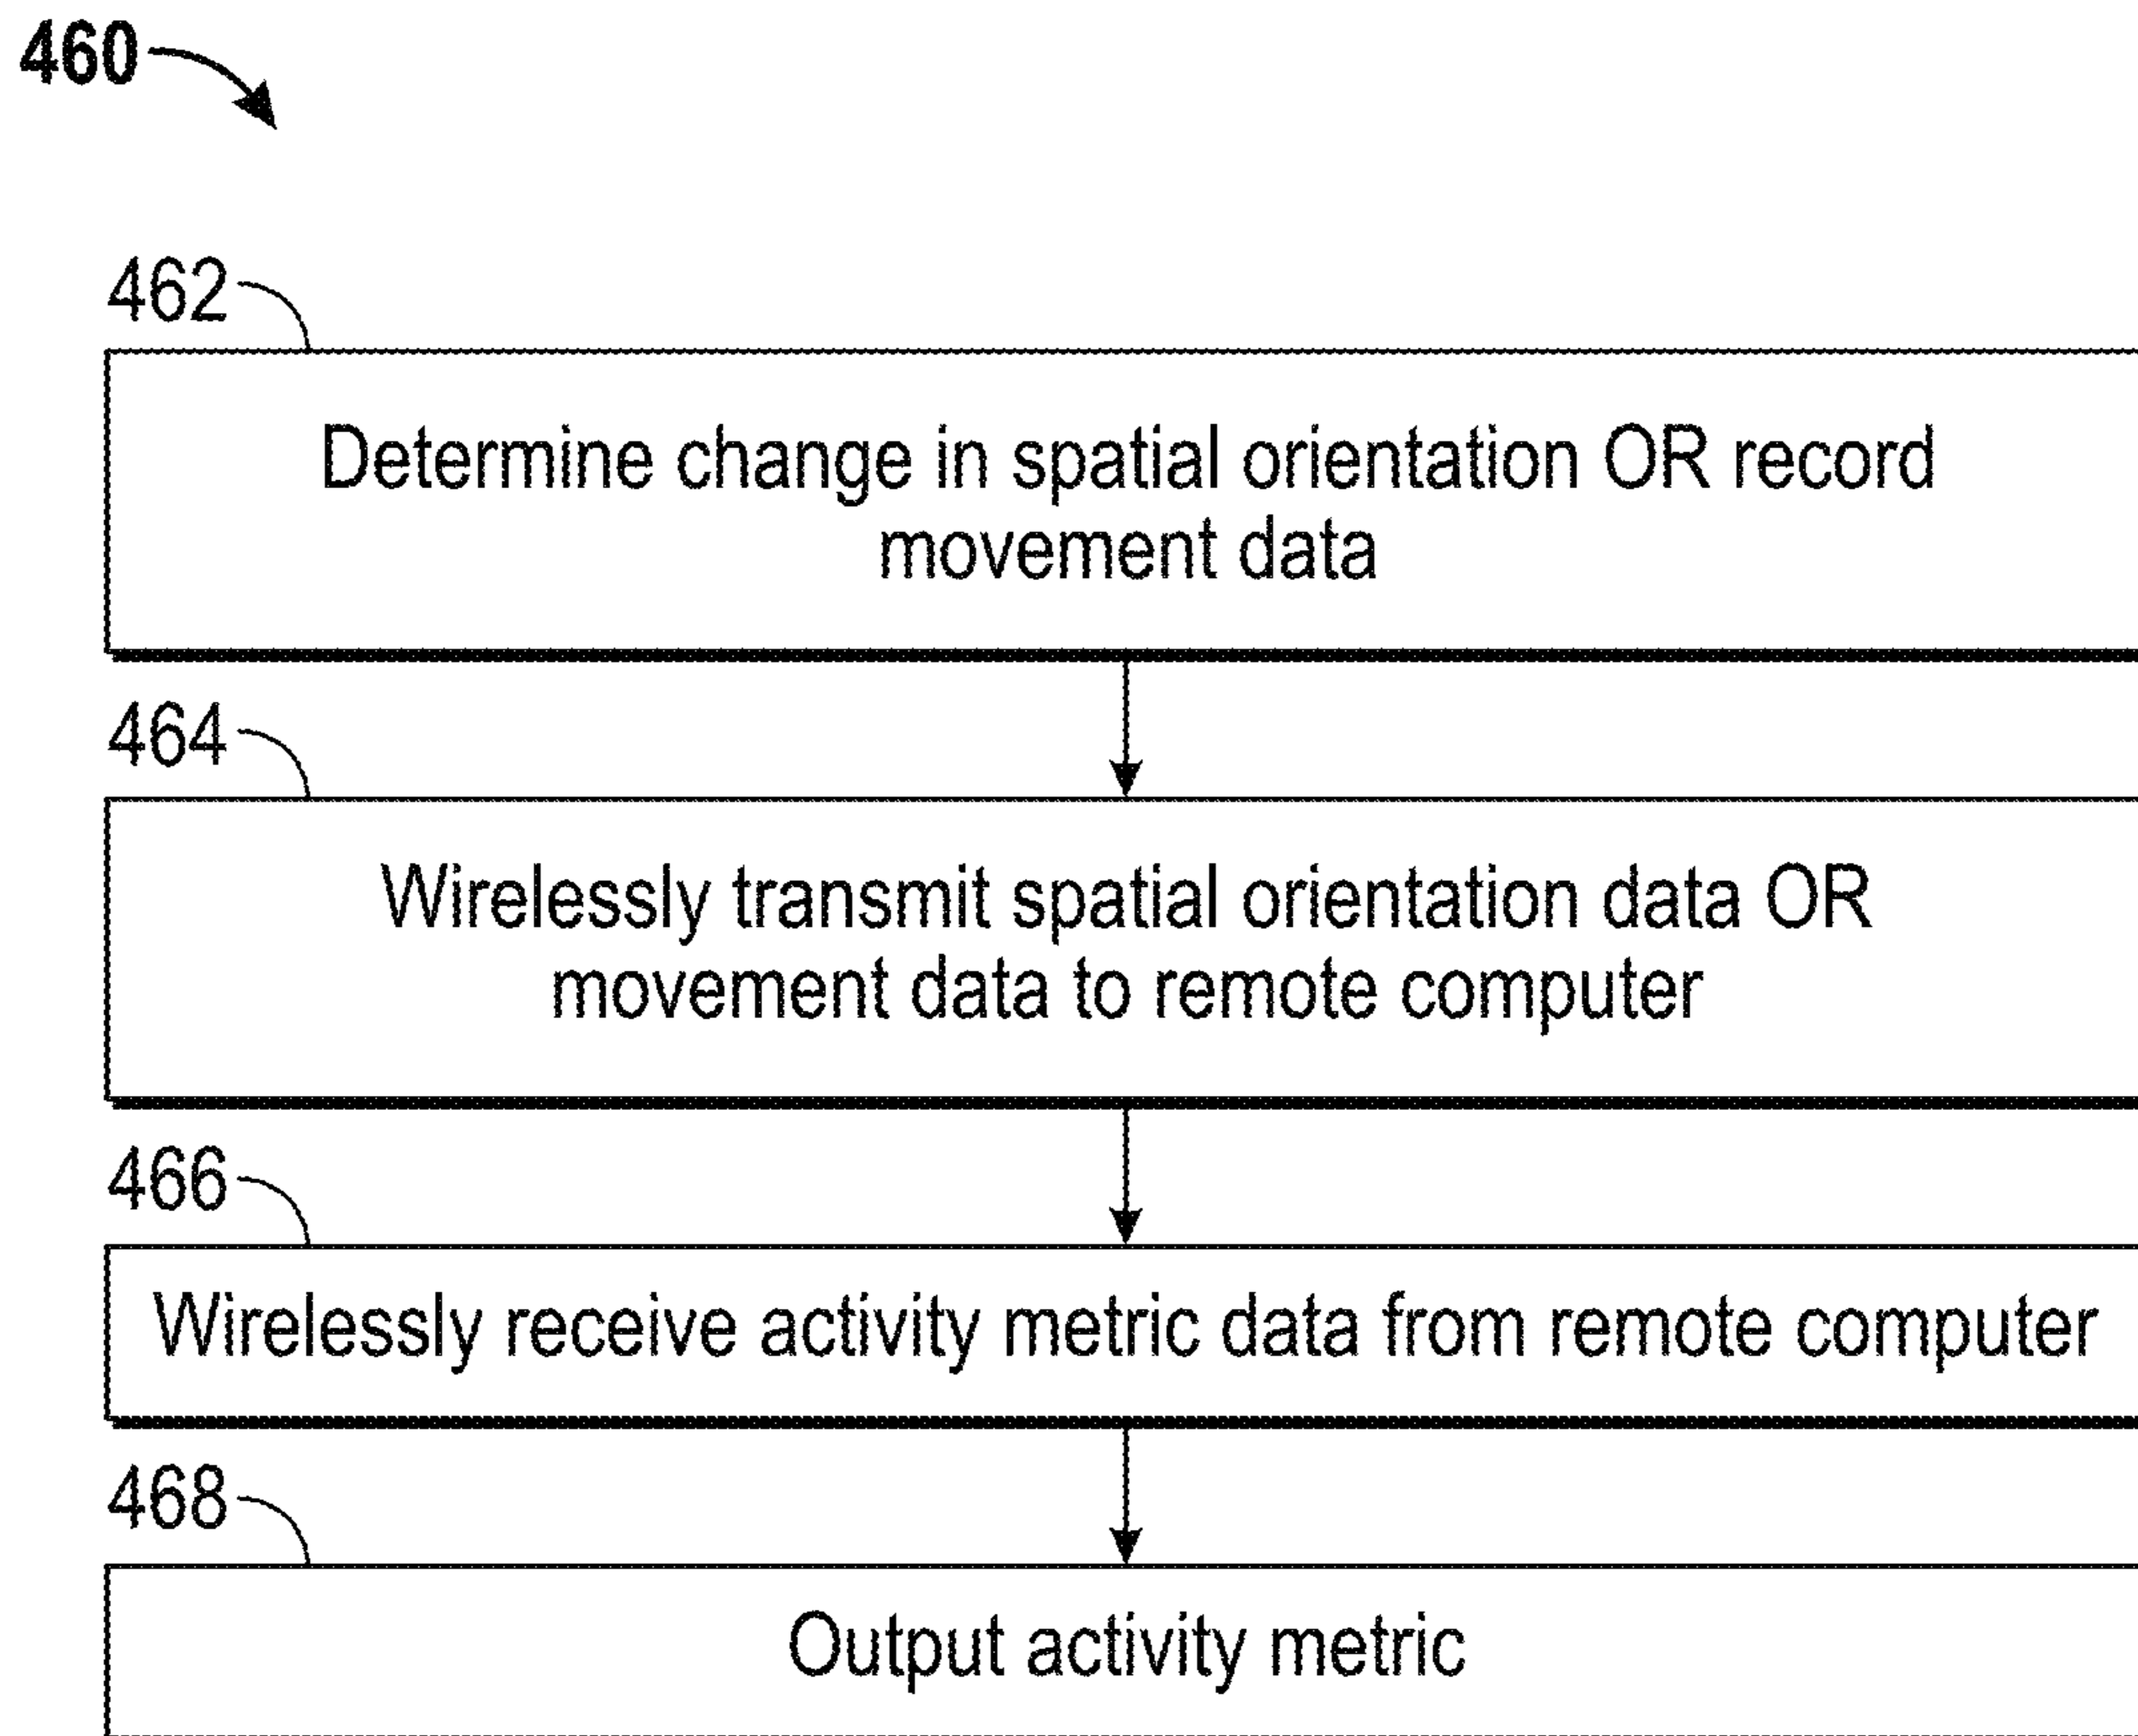 460
462
Determine change in spatial orientation OR record
movement data
464
Wirelessly transmit spatial orientation data OR
movement data to remote computer
466
Wirelessly receive activity metric data from remote computer
468
Output activity metric